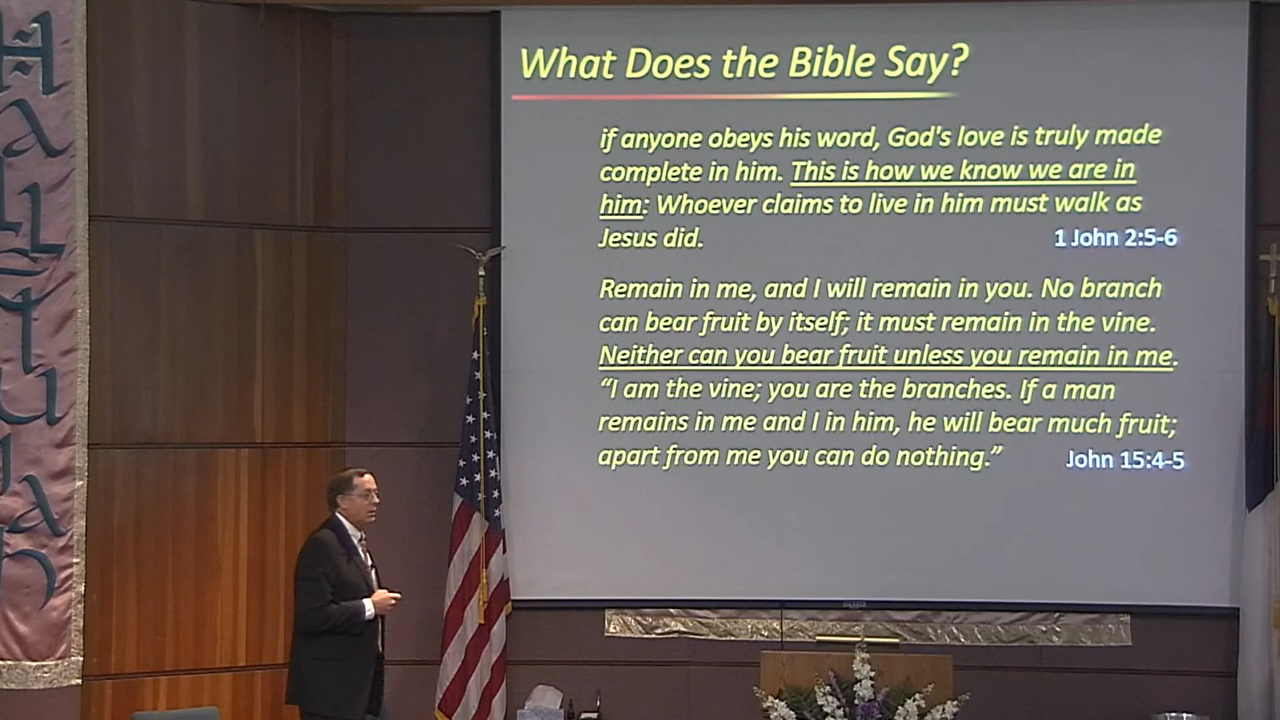 Hallelujah
What Does the Bible Say?
if anyone obeys his word, God's love is truly made
complete in him. This is how we know we are in
him: Whoever claims to live in him must walk as
Jesus did. 1 John 2:5-6
Remain in me, and I will remain in you. No branch
can bear fruit by itself; it must remain in the vine.
Neither can you bear fruit unless you remain in me.
“I am the vine; you are the branches. If a man
remains in me and I in him, he will bear much fruit;
apart from me you can do nothing.” John 15:4-5